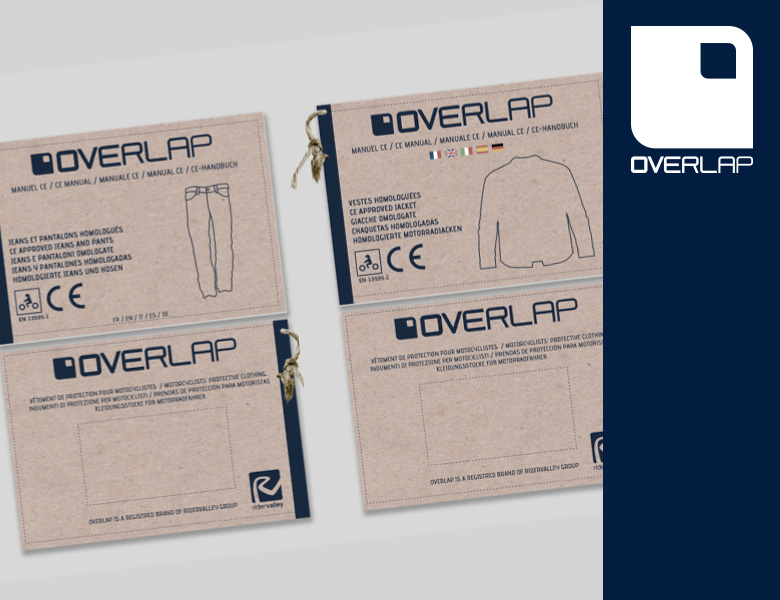 OVERLAP
MANUEL CE / CE MANUAL / MANUALE CE / MANUAL CE / CE-HANDBUCH
JEANS ET PANTALONS HOMOLOGUÉS
CE APPROVED JEANS AND PANTS
JEANS E PANTALONI OMOLOGATE
JEANS Y PANTALONES HOMOLOGADAS
HOMOLOGIERTE JEANS UND HOSEN
EN 13595-1
CE
FR / EN / IT / ES / DE
OVERLAP
VÊTEMENT DE PROTECTION POUR MOTOCYCLISTES / MOTORCYCLISTS' PROTECTIVE CLOTHING
INDUMENTI DI PROTEZIONE PER MOTOCICLISTI / PRENDAS DE PROTECCIÓN PARA MOTORISTAS
KLEIDUNGSSTÜCKE FÜR MOTORRADFAHRER
ridervalley
OVERLAP IS A REGISTRED BRAND OF RIDERVALLEY GROUP
OVERLAP
MANUEL CE / CE MANUAL / MANUALE CE / MANUAL CE / CE-HANDBUCH
VESTES HOMOLOGUÉES
CE APPROVED JACKET
GIACCHE OMOLOGATE
CHAQUETAS HOMOLOGADAS
HOMOLOGIERTE MOTORRADJACKEN
EN 13595-1
CE
OVERLAP
VÊTEMENT DE PROTECTION POUR MOTOCYCLISTES / MOTORCYCLISTS' PROTECTIVE CLOTHING
INDUMENTI DI PROTEZIONE PER MOTOCICLISTI / PRENDAS DE PROTECCIÓN PARA MOTORIS
KLEIDUNGSSTÜCKE FÜR MOTORRADFAHRER
OVERLAP IS A REGISTRED BRAND OF RIDERVALLEY GROUP
OVERLAP